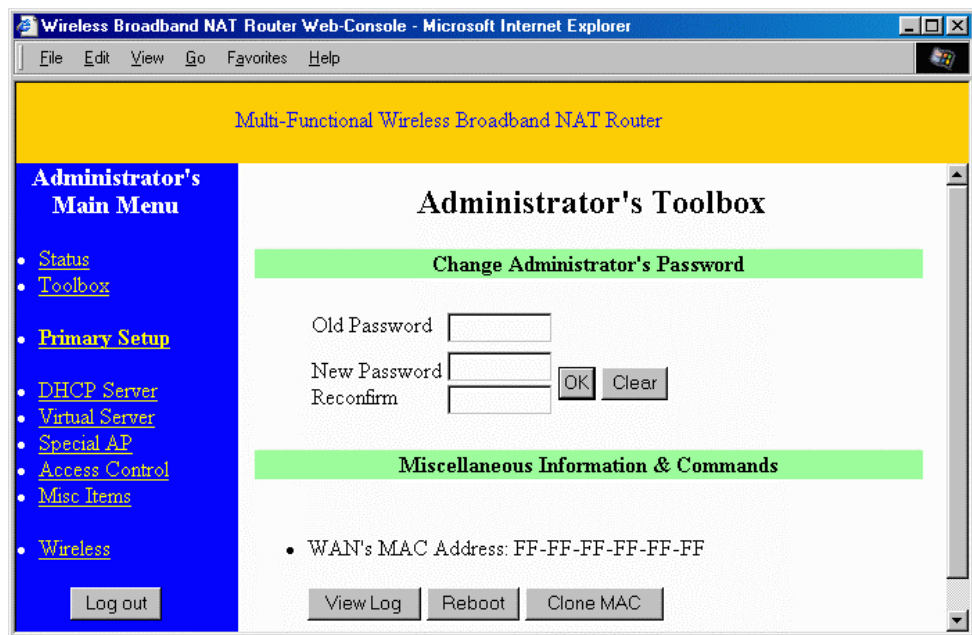 Wireless Broadband NAT Router Web-Console - Microsoft Internet Explorer
File Edit View Go Favorites Help
Multi-Functional Wireless Broadband NAT Router
Administrator's
Main Menu
Status
Toolbox
Primary Setup
DHCP Server
Virtual Server
Special AP
Access Control
Misc Items
Wireless
Log out
Administrator's Toolbox
Change Administrator's Password
Old Password
New Password
Reconfirm
OK Clear
Miscellaneous Information & Commands
WAN's MAC Address: FF-FF-FF-FF-FF-FF
View Log Reboot Clone MAC